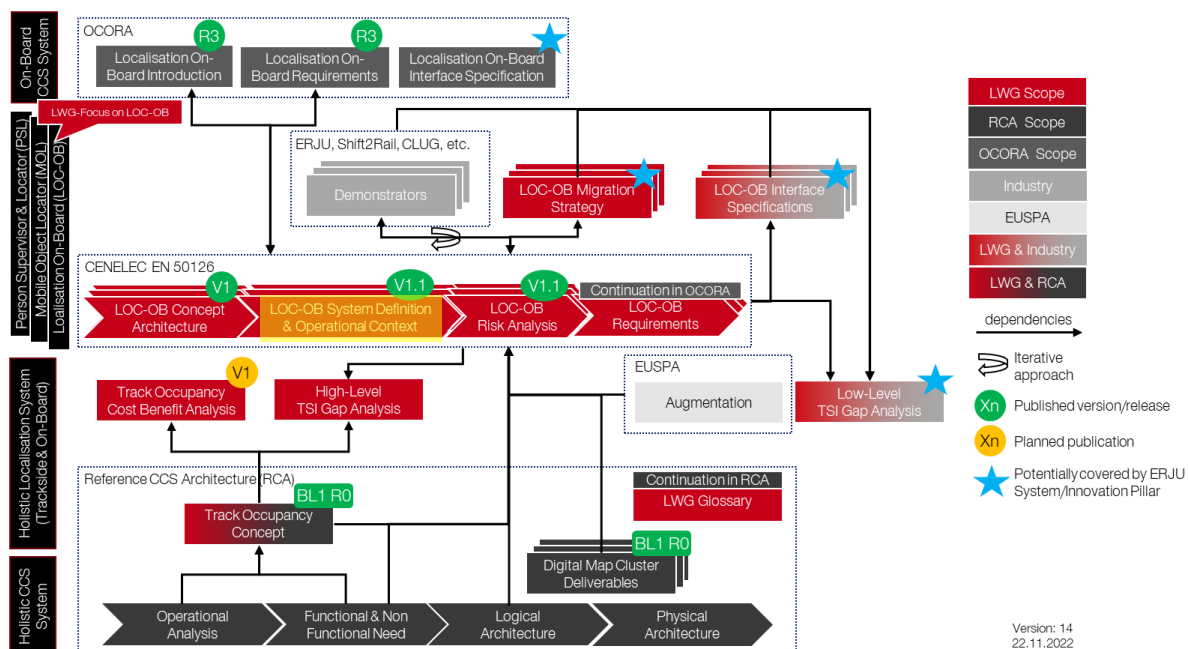 On-Board
CCS System
OCORA
R3
Localisation On-
Board Introduction
R3
Localisation On-
Board Requirements
Localisation On-Board
Interface Specification
LWG-Focus on LOC-OB
Person Supervisor & Locator (PSL)
Mobile Object Locator (MOL)
Loalisation On-Board (LOC-OB)
ERJU, Shift2Rail, CLUG, etc.
Demonstrators
LOC-OB Migration
Strategy
LOC-OB Interface
Specifications
CENELEC EN 50126
V1
LOC-OB Concept
Architecture
V1.1
LOC-OB System Definition
& Operational Context
V1.1
LOC-OB
Risk Analysis
Continuation in OCORA
LOC-OB
Requirements
Holistic Localisation System
(Trackside & On-Board)
V1
Track Occupancy
Cost Benefit Analysis
High-Level
TSI Gap Analysis
EUSPA
Augmentation
Low-Level
TSI Gap Analysis
Reference CCS Architecture (RCA)
BL1 R0
Track Occupancy
Concept
Continuation in RCA
LWG Glossary
BL1 R0
Digital Map Cluster
Deliverables
Holistic CCS
System
Operational
Analysis
Functional & Non
Functional Need
Logical
Architecture
Physical
Architecture
LWG Scope
RCA Scope
OCORA Scope
Industry
EUSPA
LWG & Industry
LWG & RCA
dependencies
Iterative
approach
Xn
Published version/release
Xn
Planned publication
Potentially covered by ERJU
System/Innovation Pillar
Version: 14
22.11.2022